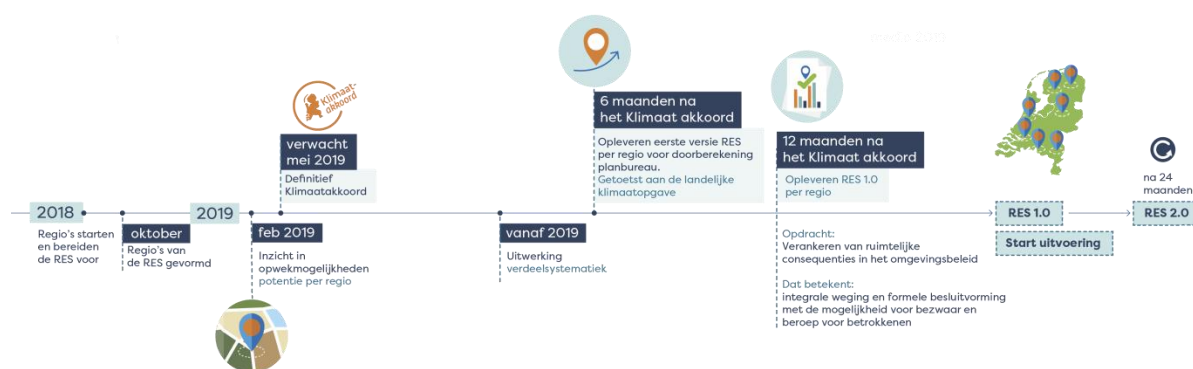 2018
Regio's starten
en bereiden
de RES voor
oktober
Regio's van
de RES gevormd
2019
feb 2019
Inzicht in
opwekmogelijkheden
potentie per regio
Klimaat-
akkoord
verwacht
mei 2019
Definitief
Klimaatakkoord
vanaf 2019
Uitwerking
verdeelsystematiek
6 maanden na
het Klimaat akkoord
Opleveren eerste versie RES
per regio voor doorberekening
planbureau.
Getoetst aan de landelijke
klimaatopgave
12 maanden na
het Klimaat akkoord
Opleveren RES 1.0
per regio
Opdracht:
Verankeren van ruimtelijke
consequenties in het omgevingsbeleid
Dat betekent:
integrale weging en formele besluitvorming
met de mogelijkheid voor bezwaar en
beroep voor betrokkenen
RES 1.0
Start uitvoering
na 24
maanden
RES 2.0